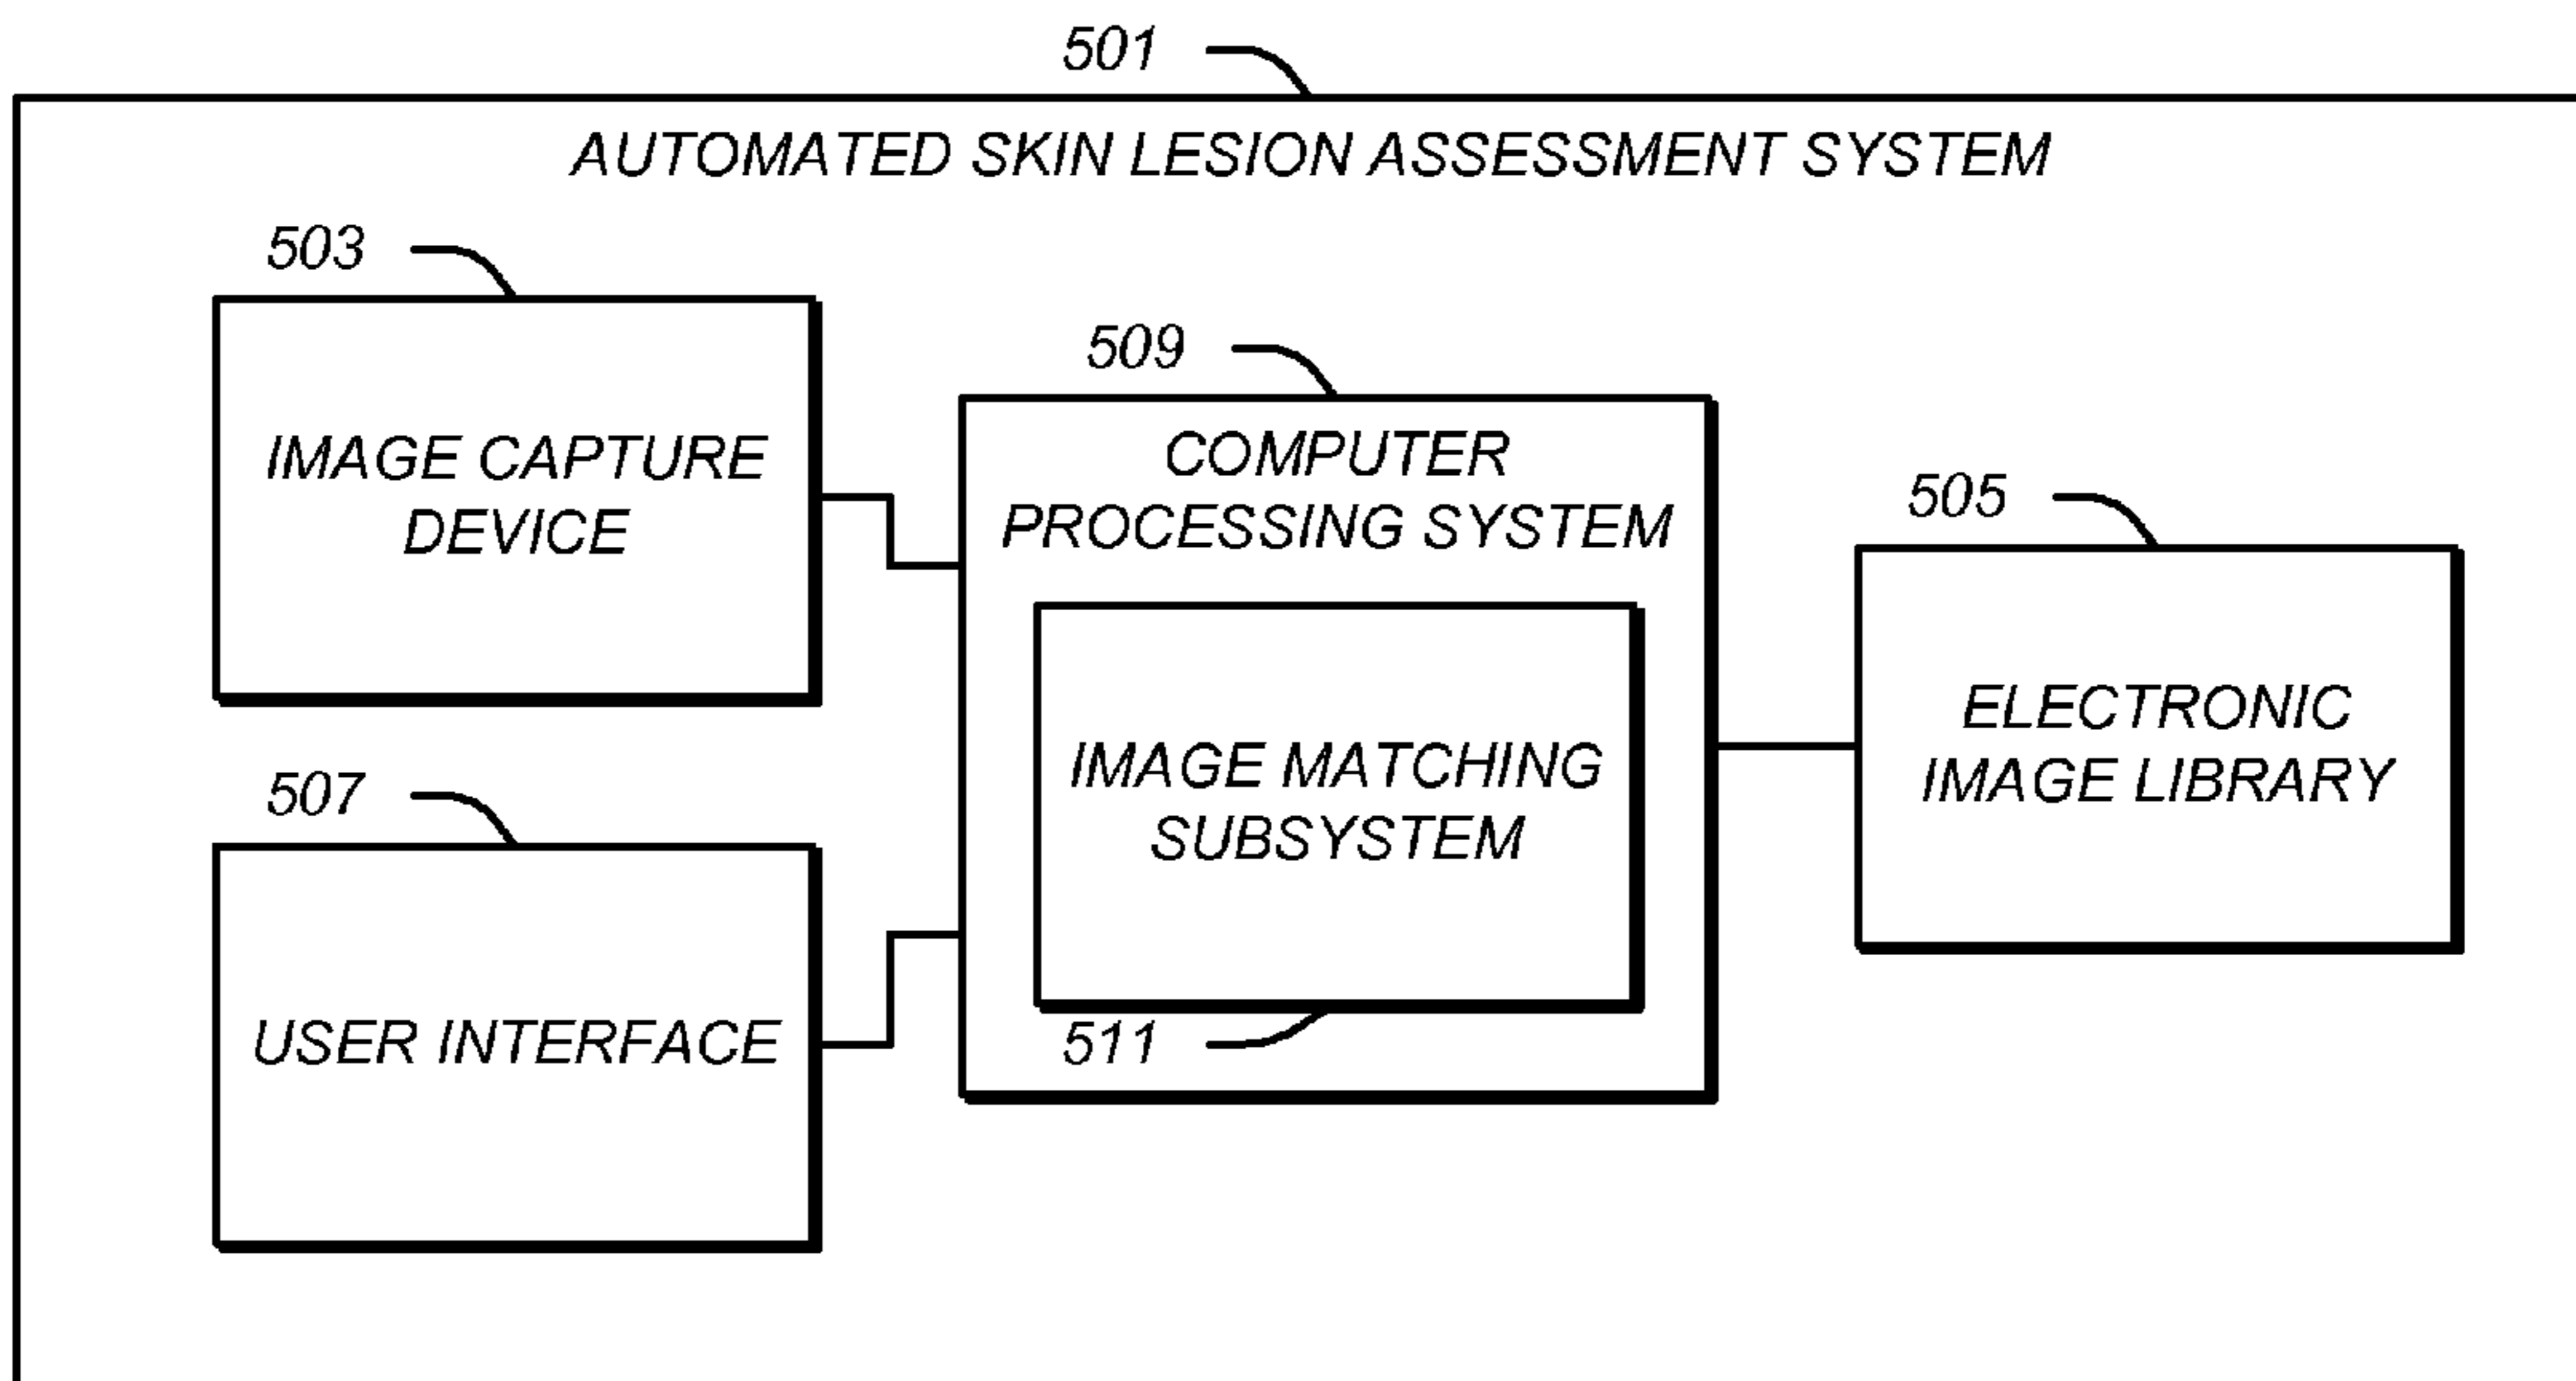 501
AUTOMATED SKIN LESION ASSESSMENT SYSTEM
503
IMAGE CAPTURE
DEVICE
509
COMPUTER
PROCESSING SYSTEM
505
ELECTRONIC
IMAGE LIBRARY
IMAGE MATCHING
SUBSYSTEM
511
507
USER INTERFACE